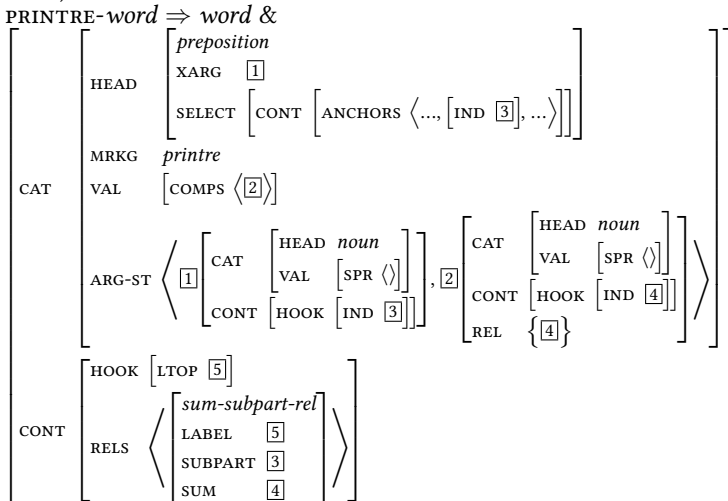 PRINTRE-word ⇒ word &
preposition
XARG 1
HEAD
SELECT [CONT [ANCHORS ⟨…, [IND 3], …⟩]]
MRKG printre
CAT VAL [COMPS ⟨2⟩]
HEAD noun HEAD noun
CAT CAT
VAL [SPR ⟨⟩] VAL [SPR ⟨⟩]
ARG-ST ⟨ 1 , 2 ⟩
CONT [HOOK [IND 3]] CONT [HOOK [IND 4]]
REL {4}
HOOK [LTOP 5]
sum-subpart-rel
LABEL 5
CONT RELS ⟨ ⟩
SUBPART 3
SUM 4